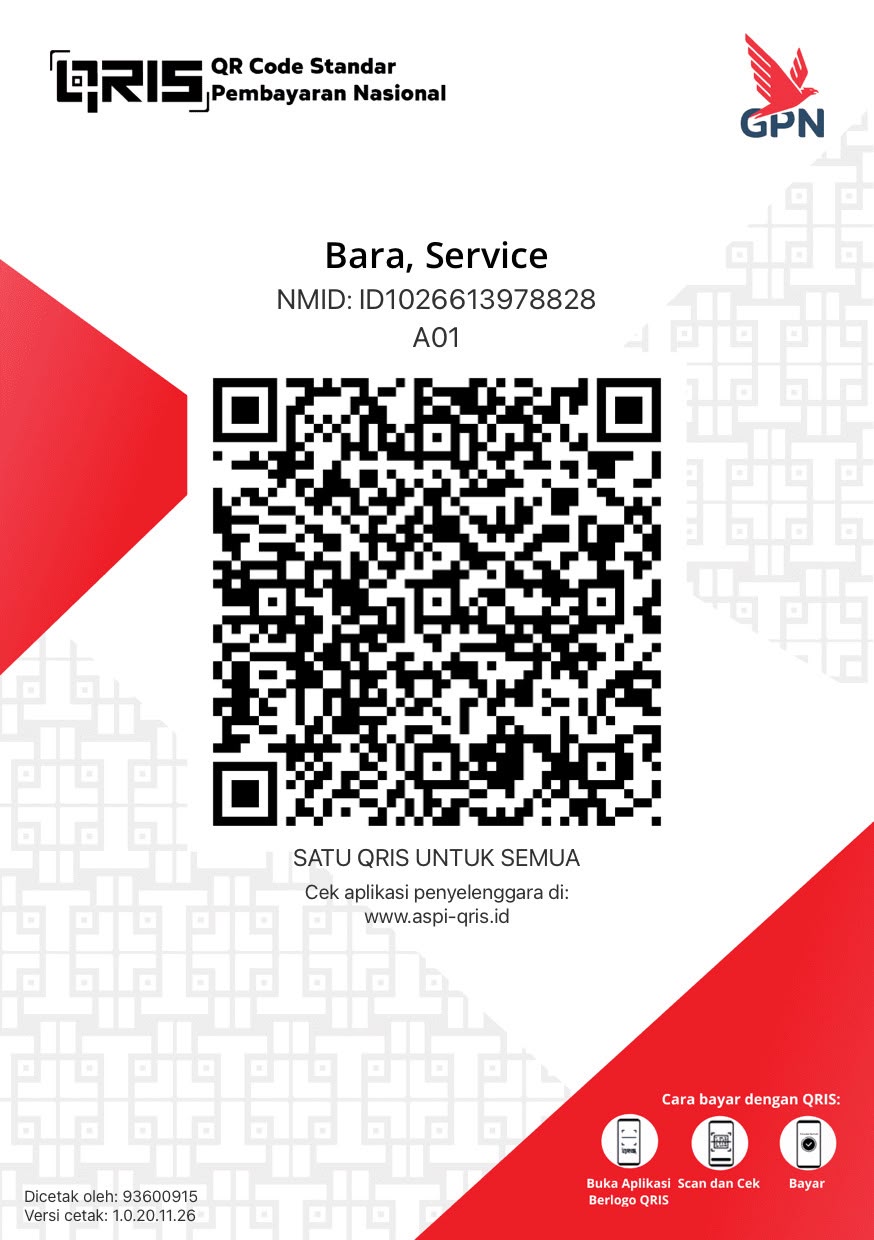 QRIS
QR Code Standar
Pembayaran Nasional
GPN
Bara, Service
NMID: ID1026613978828
A01
SATU QRIS UNTUK SEMUA
Cek aplikasi penyelenggara di:
www.aspi-qris.id
Cara bayar dengan QRIS:
Buka Aplikasi
Berlogo QRIS
Scan dan Cek
Bayar
Dicetak oleh: 93600915
Versi cetak: 1.0.20.11.26